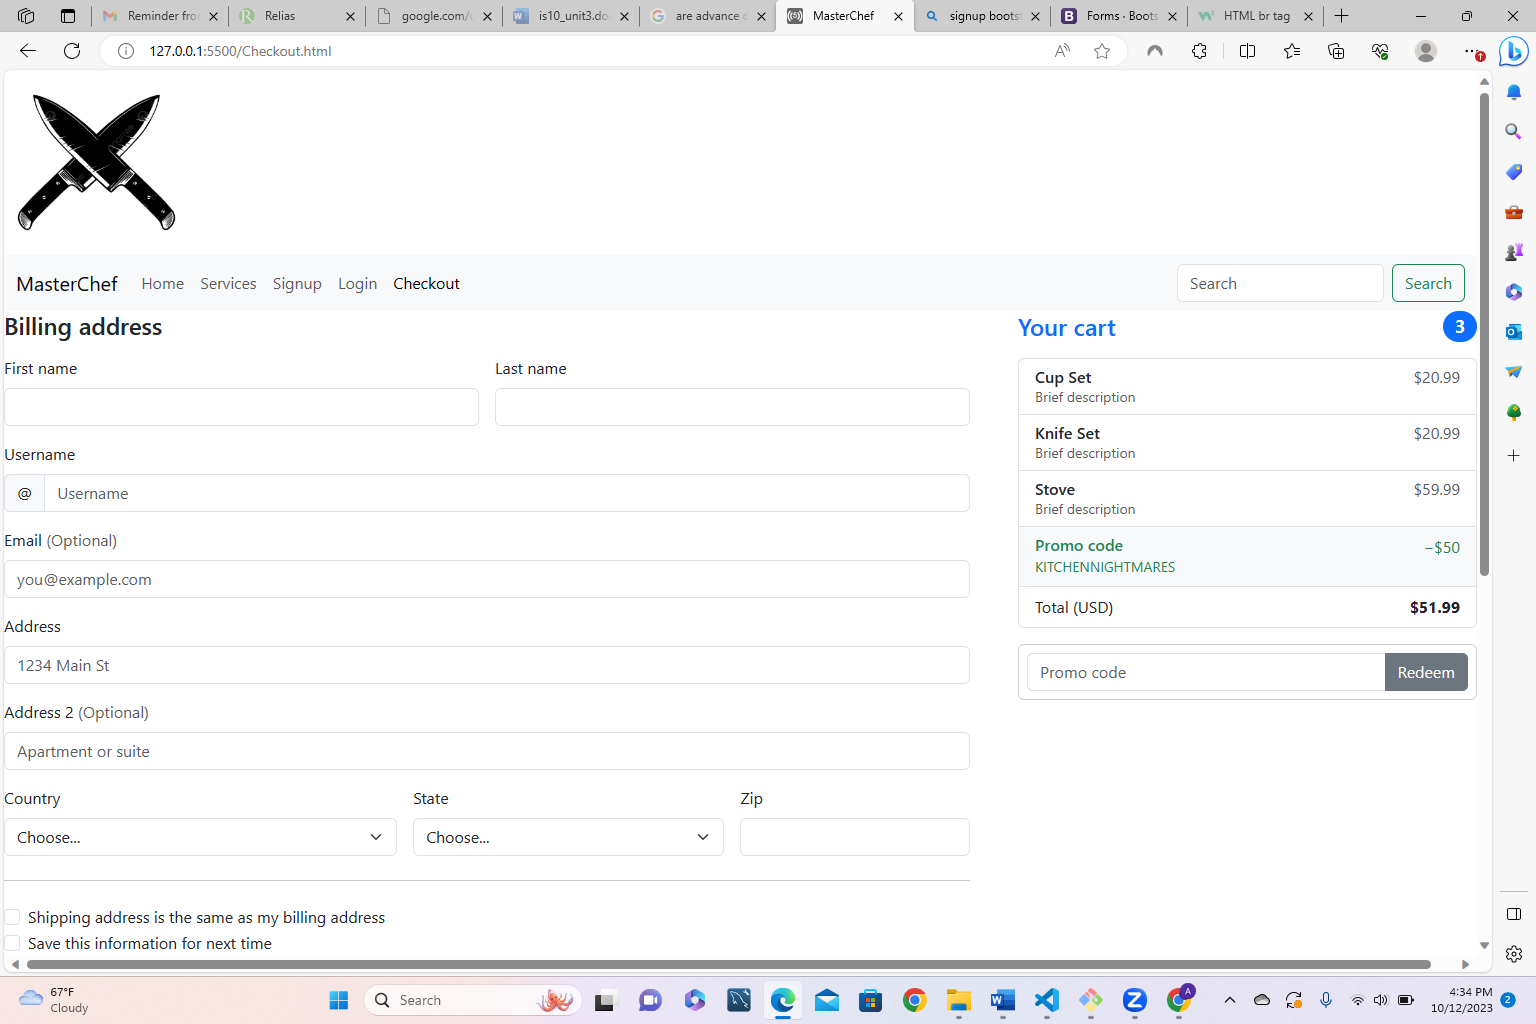 Reminder fro
Relias
google.com/u
is10_unit3.do
are advance c
MasterChef
signup boots
Forms · Boots
HTML br tag
127.0.0.1:5500/Checkout.html
MasterChef Home Services Signup Login Checkout Search Search
Billing address
First name Last name
Username
@ Username
Email (Optional)
you@example.com
Address
1234 Main St
Address 2 (Optional)
Apartment or suite
Country State Zip
Choose... Choose...
Shipping address is the same as my billing address
Save this information for next time
Your cart 3
Cup Set $20.99
Brief description
Knife Set $20.99
Brief description
Stove $59.99
Brief description
Promo code −$50
KITCHENNIGHTMARES
Total (USD) $51.99
Promo code Redeem
67°F
Cloudy
Search
A
4:34 PM
10/12/2023
2